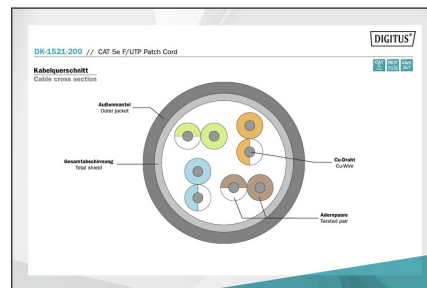 DIGITUS®
DK-1521-200 // CAT 5e F/UTP Patch Cord
Kabelquerschnitt
Cable cross section
Außenmantel
Outer jacket
Gesamtabschirmung
Total shield
Cu-Draht
Cu-Wire
Adernpaare
Twisted pair